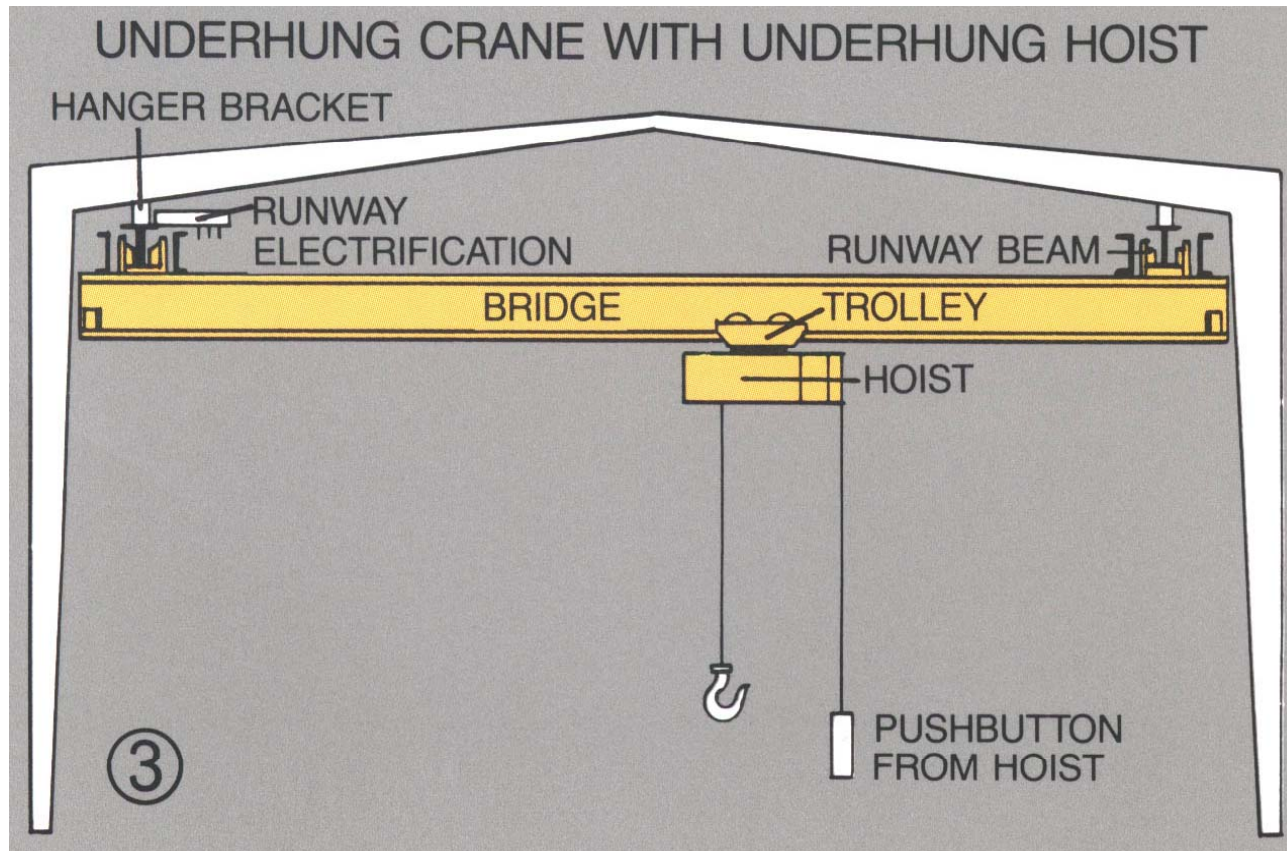 UNDERHUNG CRANE WITH UNDERHUNG HOIST
HANGER BRACKET
RUNWAY
ELECTRIFICATION
RUNWAY BEAM
BRIDGE
TROLLEY
HOIST
PUSHBUTTON
FROM HOIST
3